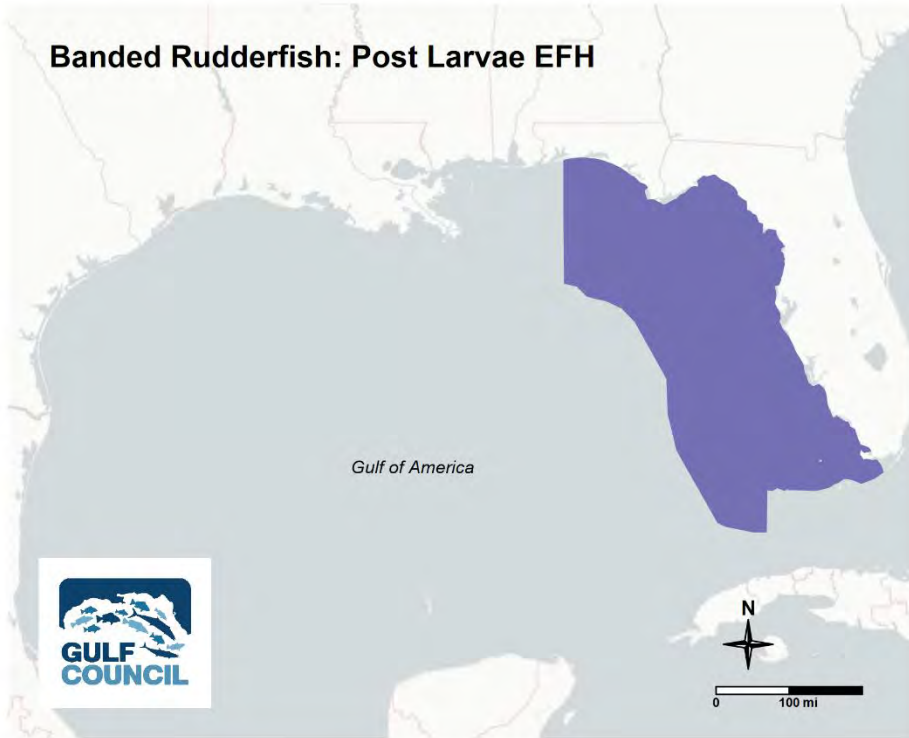 Banded Rudderfish: Post Larvae EFH
Gulf of America
GULF
COUNCIL
N
0 100 mi